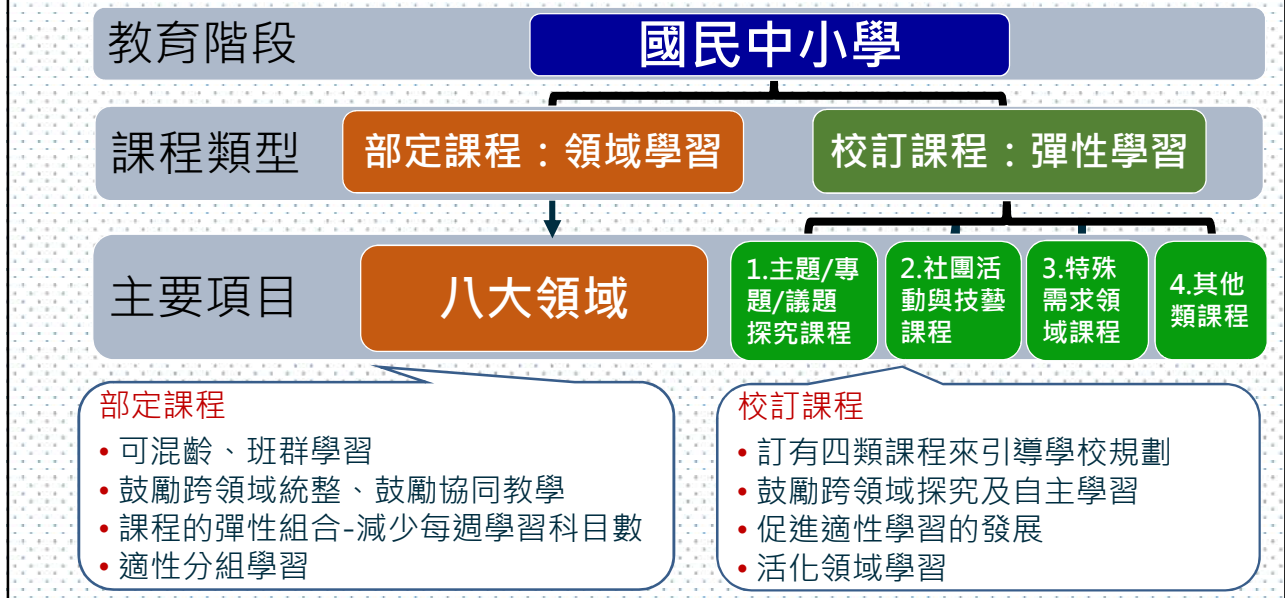 教育階段
國民中小學
課程類型
部定課程：領域學習
校訂課程：彈性學習
主要項目
八大領域
1.主題/專
題/議題
探究課程
2.社團活
動與技藝
課程
3.特殊
需求領
域課程
4.其他
類課程
部定課程
•可混齡、班群學習
•鼓勵跨領域統整、鼓勵協同教學
•課程的彈性組合-減少每週學習科目數
•適性分組學習
校訂課程
•訂有四類課程來引導學校規劃
•鼓勵跨領域探究及自主學習
•促進適性學習的發展
•活化領域學習